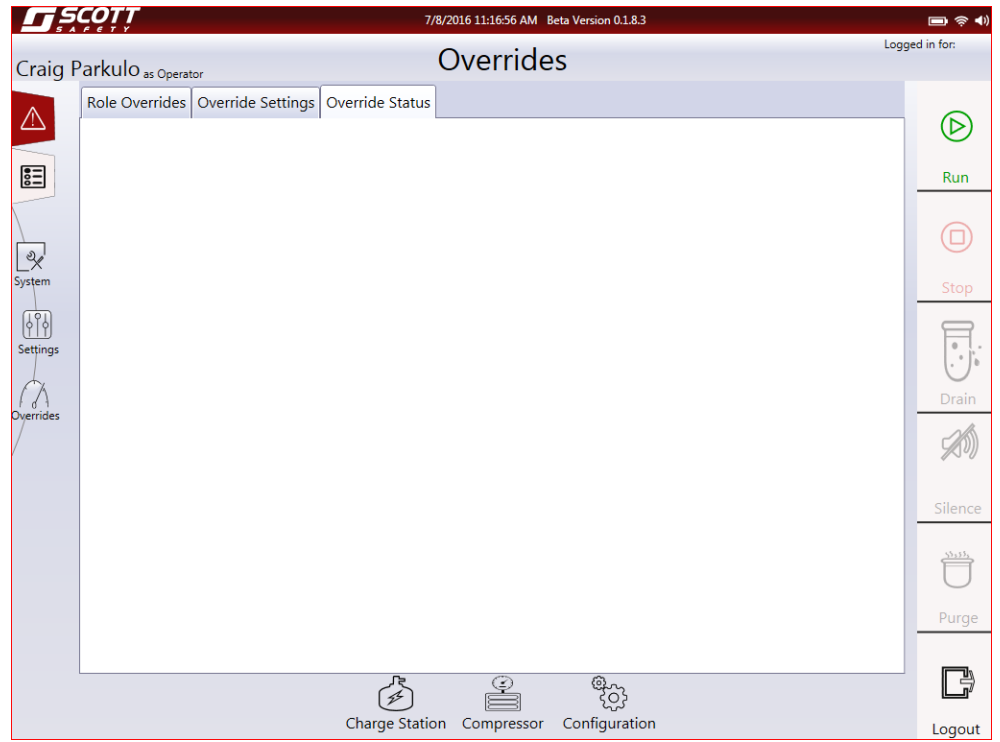 SCOTT
SAFETY
7/8/2016 11:16:56 AM Beta Version 0.1.8.3
Logged in for:
Craig Parkulo as Operator
Overrides
Role Overrides Override Settings Override Status
System
Settings
Overrides
Run
Stop
Drain
Silence
Purge
Logout
Charge Station Compressor Configuration